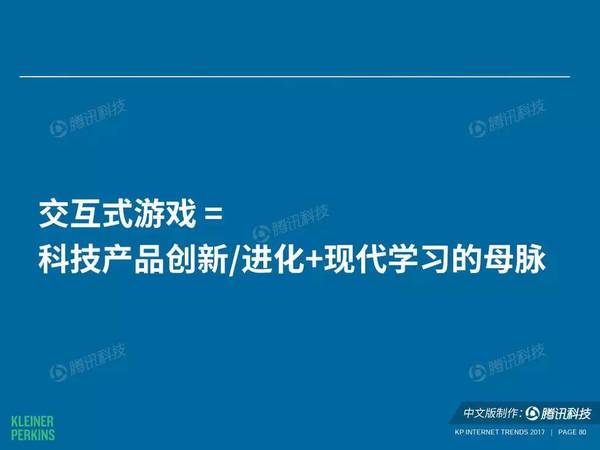 腾讯科技
腾讯科技
交互式游戏 =
腾讯科技
科技产品创新/进化+现代学习的母脉
腾讯科技
腾讯科技
KLEINER
PERKINS
中文版制作：腾讯科技
KP INTERNET TRENDS 2017 | PAGE 80